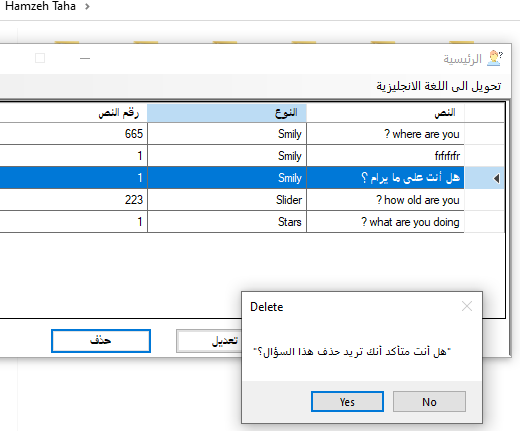 Hamzeh Taha
الرئيسية
تحويل الى اللغة الانجليزية
النص النوع رقم النص
? where are you Smily 665
frfrfrfr Smily 1
هل أنت على ما يرام ؟ Smily 1
? how old are you Slider 223
? what are you doing Stars 1
تعديل حذف
Delete
"هل أنت متأكد أنك تريد حذف هذا السؤال؟"
Yes No